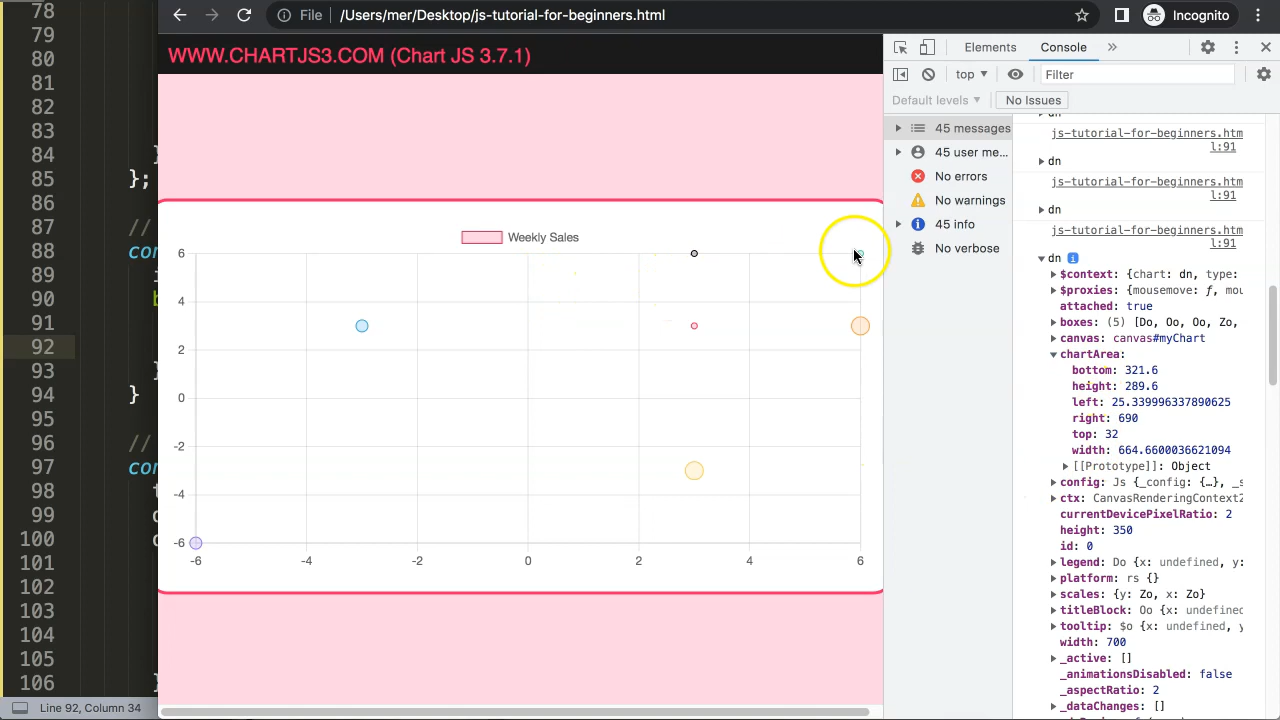 78
79
80
81
82
83
84 }
85 };
86
87 //
88 con
89
90
91
92
93 }
94 }
95
96 //
97 con
98
99
100
101
102
103
104
105
106 }
Line 92, Column 34
File /Users/mer/Desktop/js-tutorial-for-beginners.html
Incognito
WWW.CHARTJS3.COM (Chart JS 3.7.1)
Weekly Sales
6
4
2
0
-2
-4
-6
-6 -4 -2 0 2 4 6
Elements Console »
top ▼ Filter
Default levels ▼ No Issues
45 messages
45 user me...
No errors
No warnings
45 info
No verbose
js-tutorial-for-beginners.htm
l:91
dn
js-tutorial-for-beginners.htm
l:91
dn
js-tutorial-for-beginners.htm
l:91
dn
$context: {chart: dn, type:
$proxies: {mousemove: ƒ, mou
attached: true
boxes: (5) [Do, Oo, Oo, Zo,
canvas: canvas#myChart
chartArea:
bottom: 321.6
height: 289.6
left: 25.339996337890625
right: 690
top: 32
width: 664.6600036621094
[[Prototype]]: Object
config: Js {_config: {…}, _s
ctx: CanvasRenderingContext2
currentDevicePixelRatio: 2
height: 350
id: 0
legend: Do {x: undefined, y:
platform: rs {}
scales: {y: Zo, x: Zo}
titleBlock: Oo {x: undefined
tooltip: $o {x: undefined, y
width: 700
_active: []
_animationsDisabled: false
_aspectRatio: 2
_dataChanges: []